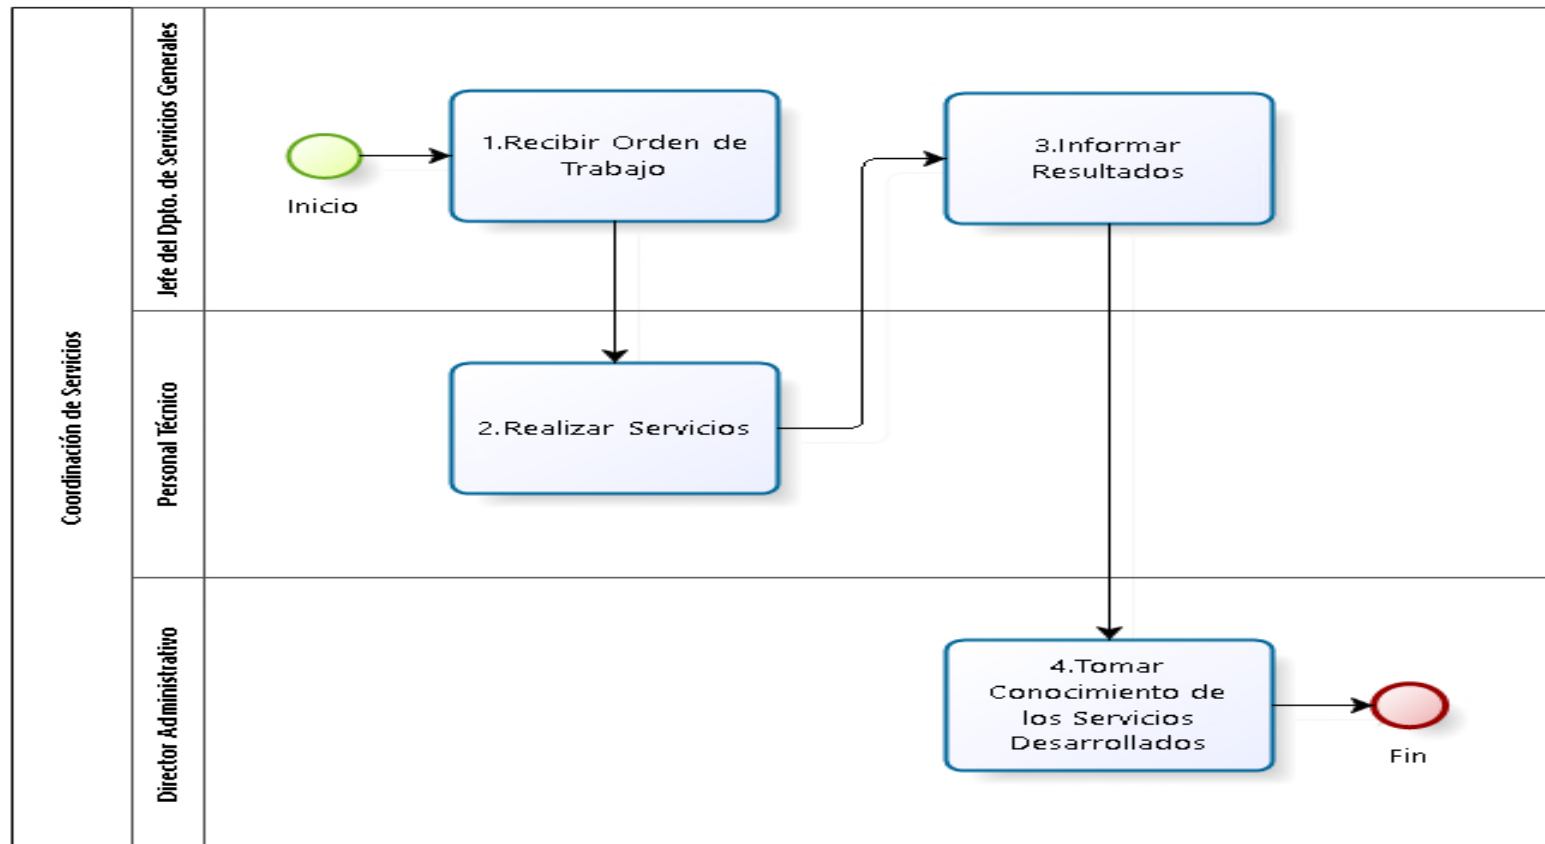 Coordinación de Servicios
Jefe del Dpto. de Servicios Generales
Inicio
1.Recibir Orden de
Trabajo
3.Informar
Resultados
Personal Técnico
2.Realizar Servicios
Director Administrativo
4.Tomar
Conocimiento de
los Servicios
Desarrollados
Fin